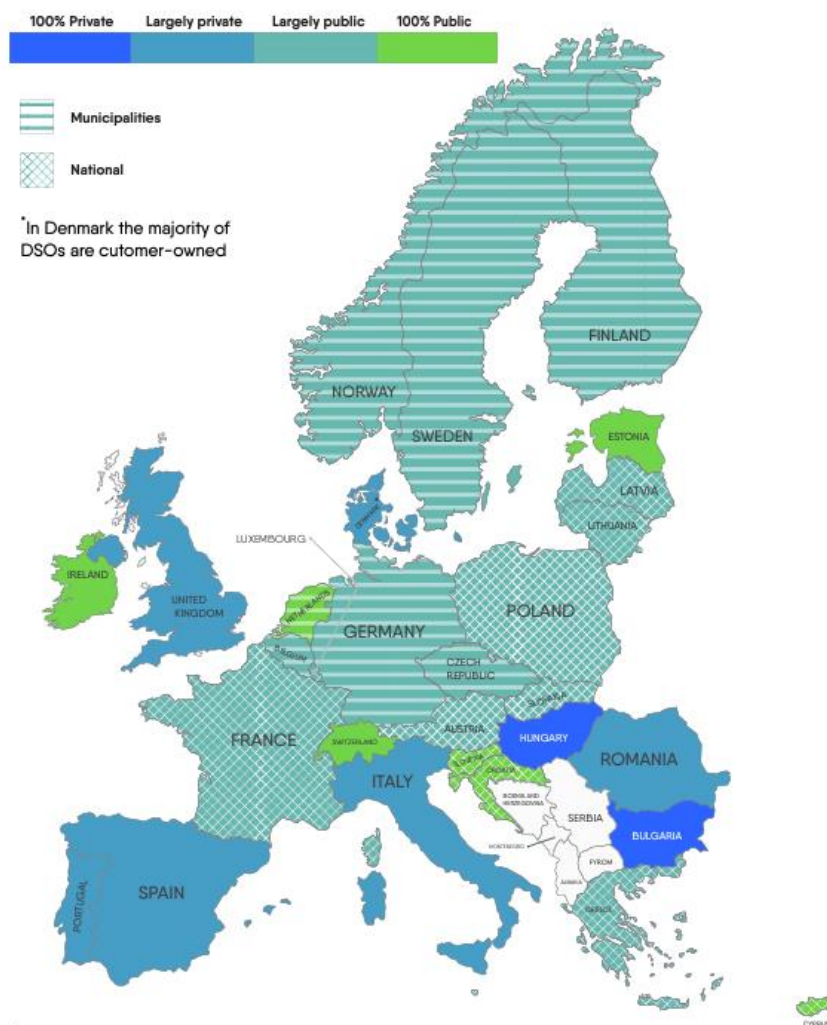 100% Private
Largely private
Largely public
100% Public
Municipalities
National
*In Denmark the majority of
DSOs are cutomer-owned
FINLAND
NORWAY
SWEDEN
ESTONIA
LATVIA
LITHUANIA
DENMARK*
LUXEMBOURG
IRELAND
UNITED
KINGDOM
NETHERLANDS
GERMANY
POLAND
BELGIUM
CZECH
REPUBLIC
SLOVAKIA
FRANCE
SWITZERLAND
AUSTRIA
HUNGARY
SLOVENIA
CROATIA
ROMANIA
ITALY
BOSNIA AND
HERZEGOVINA
SERBIA
BULGARIA
MONTENEGRO
FYROM
ALBANIA
SPAIN
PORTUGAL
GREECE
CYPRUS